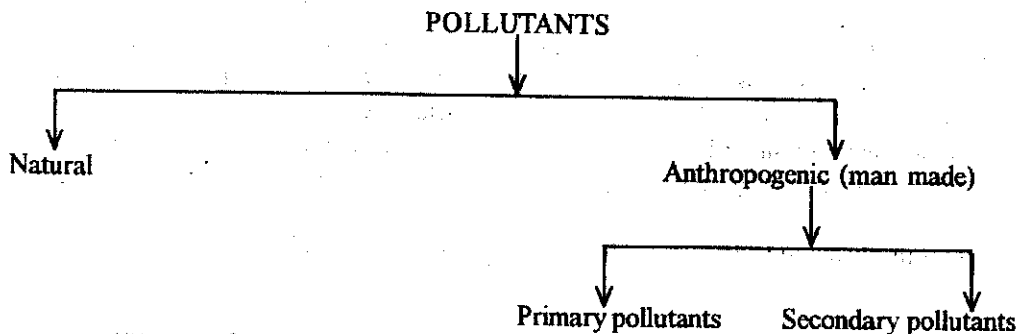 POLLUTANTS
Natural
Anthropogenic (man made)
Primary pollutants
Secondary pollutants